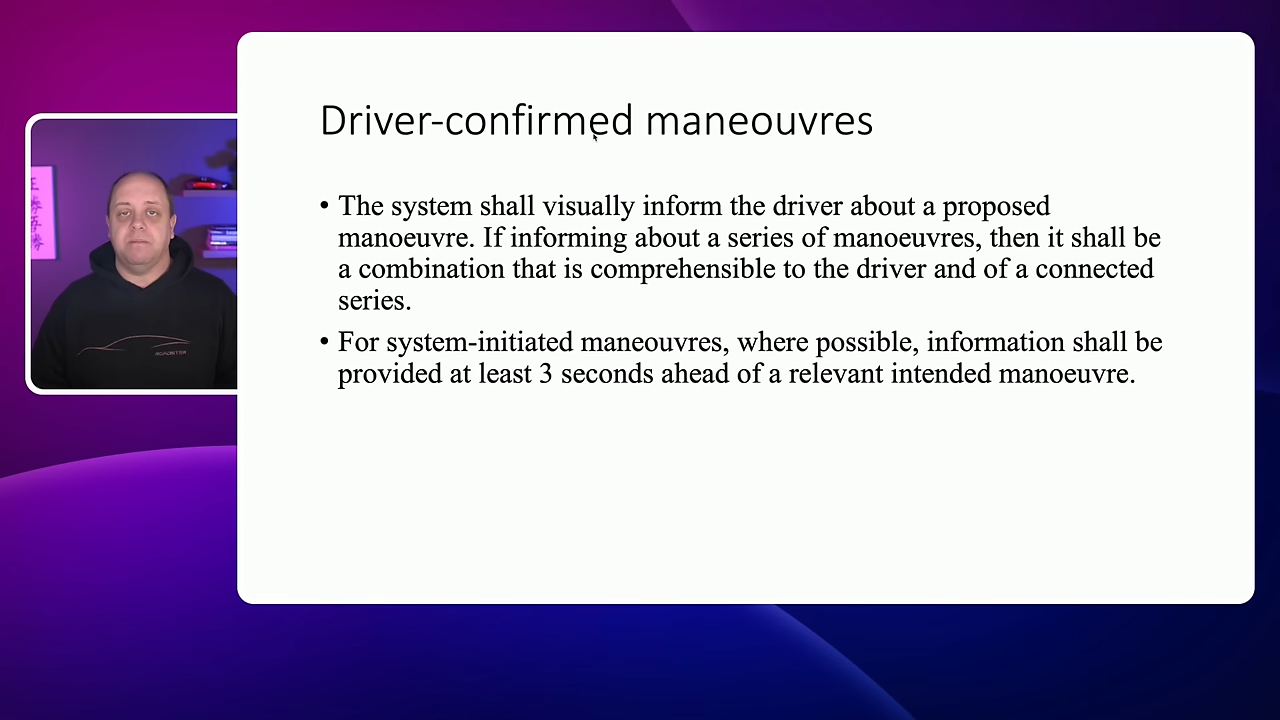 Driver-confirmed maneouvres
• The system shall visually inform the driver about a proposed
manoeuvre. If informing about a series of manoeuvres, then it shall be
a combination that is comprehensible to the driver and of a connected
series.
• For system-initiated maneouvres, where possible, information shall be
provided at least 3 seconds ahead of a relevant intended manoeuvre.
ROADSTER